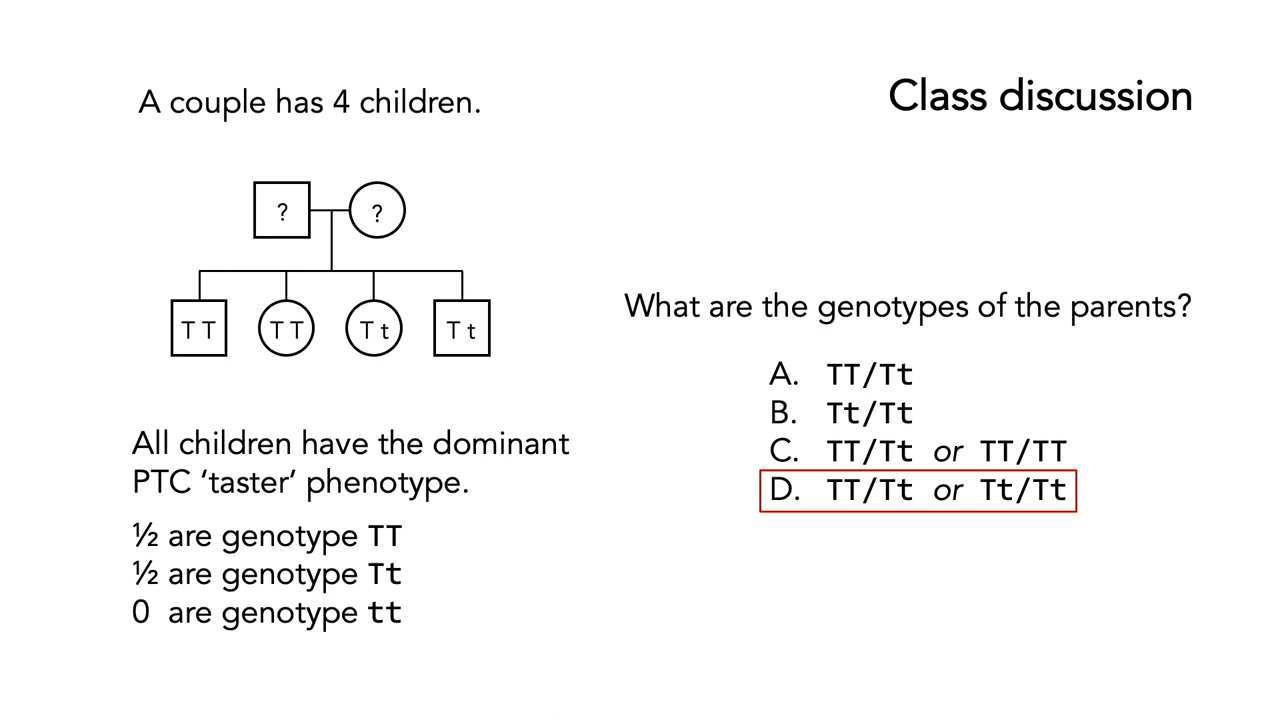 A couple has 4 children.
Class discussion
? ?
T T T T T t T t
All children have the dominant
PTC ‘taster’ phenotype.
½ are genotype TT
½ are genotype Tt
0 are genotype tt
What are the genotypes of the parents?
A. TT/Tt
B. Tt/Tt
C. TT/Tt or TT/TT
D. TT/Tt or Tt/Tt